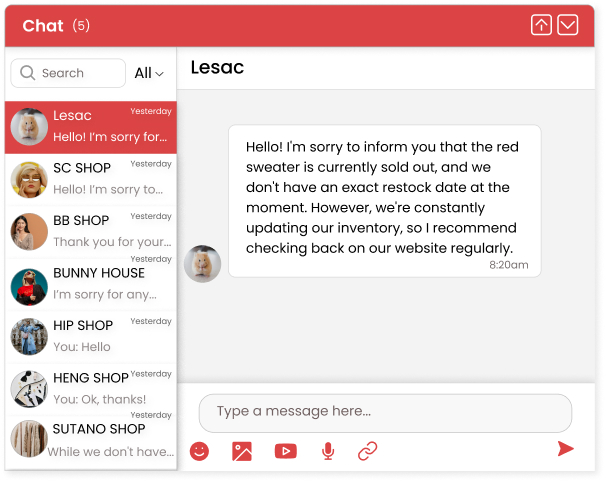 Chat (5)
Search
All
Lesac
Yesterday
Hello! I'm sorry for...
SC SHOP
Yesterday
Hello! I'm sorry to...
BB SHOP
Yesterday
Thank you for your...
BUNNY HOUSE
Yesterday
I'm sorry for any...
HIP SHOP
Yesterday
You: Hello
HENG SHOP
Yesterday
You: Ok, thanks!
SUTANO SHOP
Yesterday
While we don't have...
Lesac
Hello! I'm sorry to inform you that the red
sweater is currently sold out, and we
don't have an exact restock date at the
moment. However, we're constantly
updating our inventory, so I recommend
checking back on our website regularly.
8:20am
Type a message here...